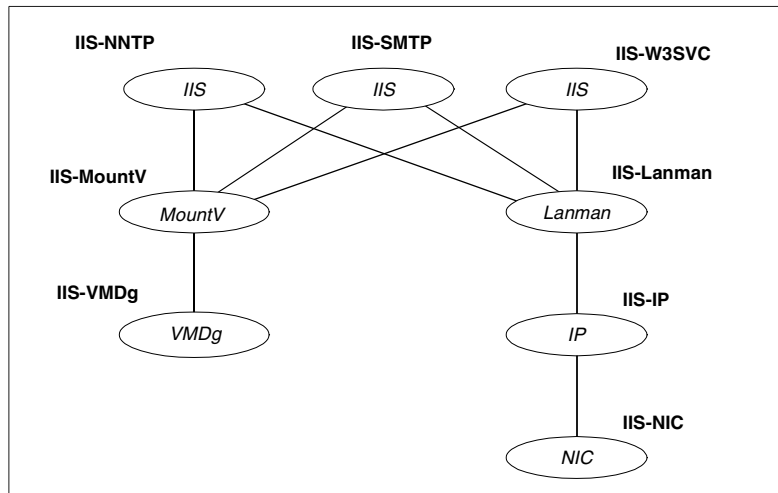 IIS-NNTP
IIS-SMTP
IIS-W3SVC
IIS
IIS
IIS
IIS-MountV
IIS-Lanman
MountV
Lanman
IIS-VMDg
IIS-IP
VMDg
IP
IIS-NIC
NIC